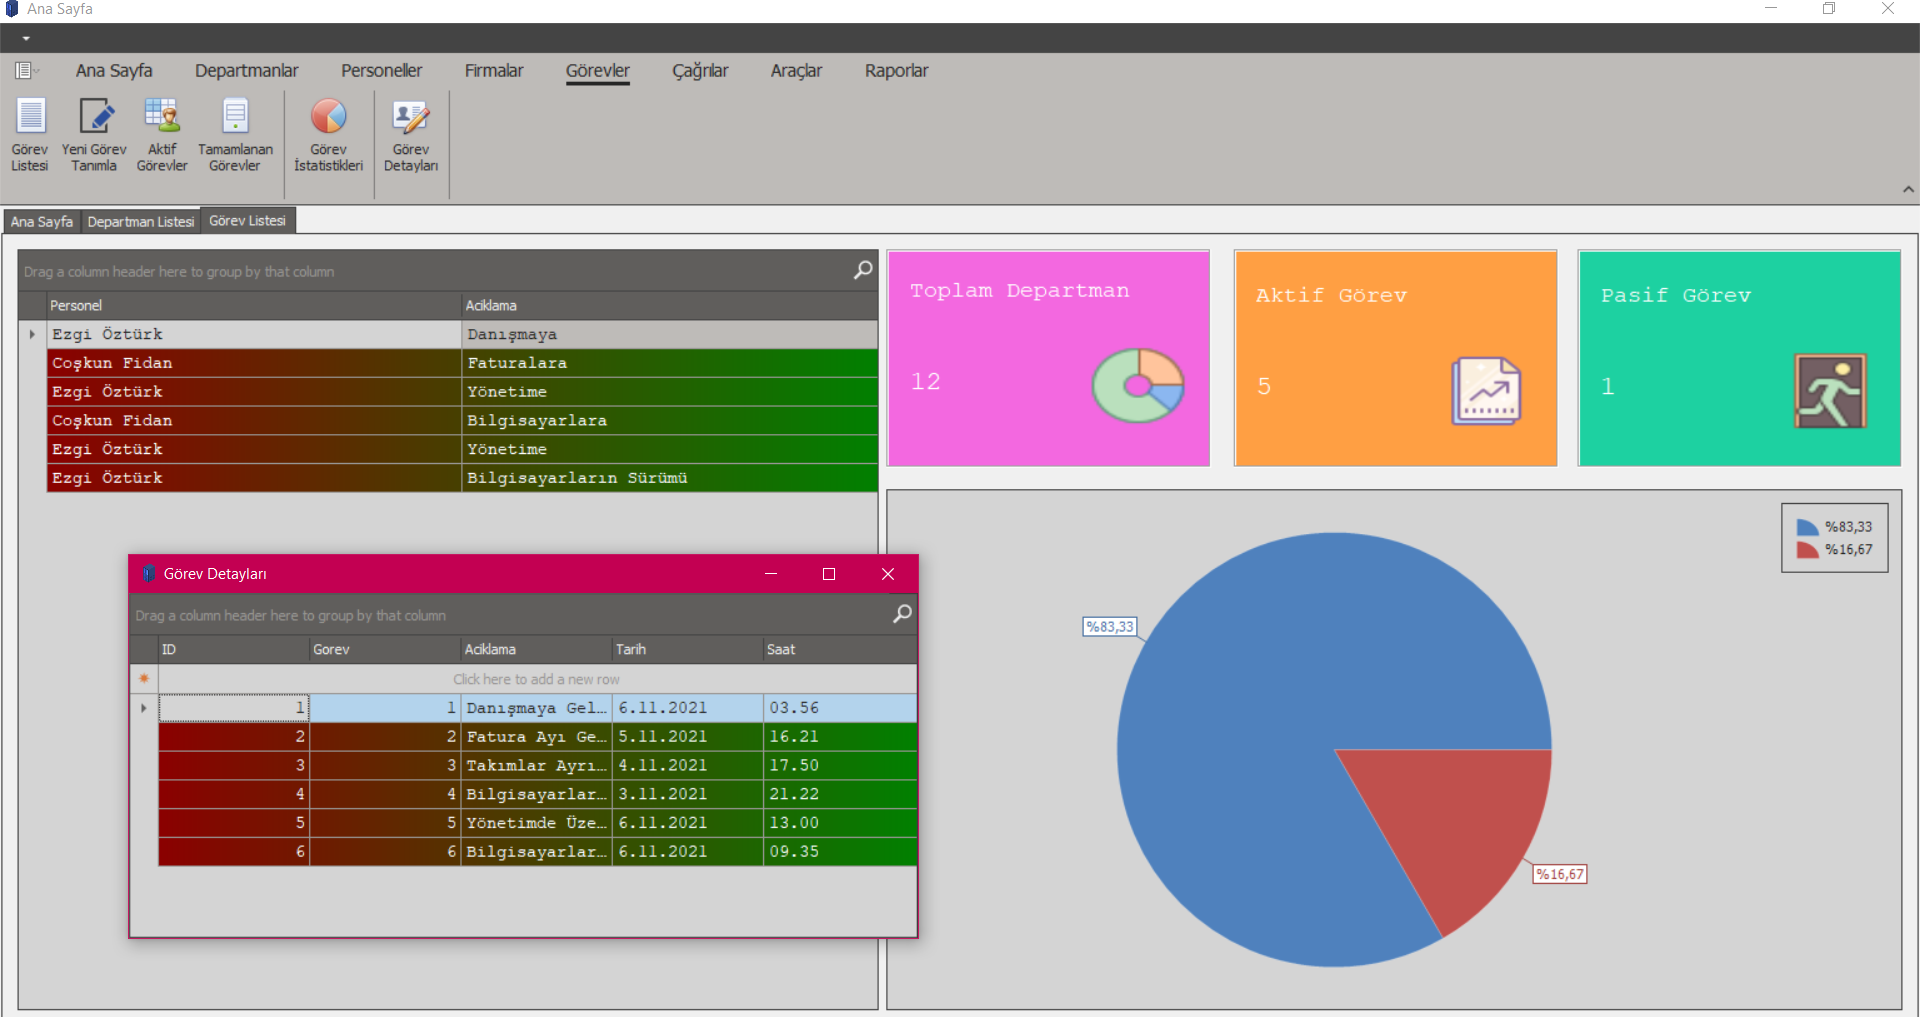 Ana Sayfa
Ana Sayfa Departmanlar Personeller Firmalar Görevler Çağrılar Araçlar Raporlar
Görev Listesi
Yeni Görev Tanımla
Aktif Görevler
Tamamlanan Görevler
Görev İstatistikleri
Görev Detayları
Ana Sayfa Departman Listesi Görev Listesi
Drag a column header here to group by that column
Personel Aciklama
Ezgi Öztürk Danışmaya
Coşkun Fidan Faturalara
Ezgi Öztürk Yönetime
Coşkun Fidan Bilgisayarlara
Ezgi Öztürk Yönetime
Ezgi Öztürk Bilgisayarların Sürümü
Toplam Departman
12
Aktif Görev
5
Pasif Görev
1
%83,33
%16,67
%83,33
%16,67
Görev Detayları
Drag a column header here to group by that column
ID Gorev Aciklama Tarih Saat
Click here to add a new row
1 1 Danışmaya Gel... 6.11.2021 03.56
2 2 Fatura Ayı Ge... 5.11.2021 16.21
3 3 Takımlar Ayrı... 4.11.2021 17.50
4 4 Bilgisayarlar... 3.11.2021 21.22
5 5 Yönetimde Üze... 6.11.2021 13.00
6 6 Bilgisayarlar... 6.11.2021 09.35